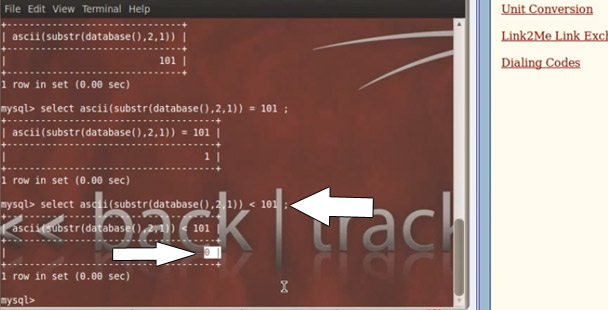 File Edit View Terminal Help
+------------------------------+
| ascii(substr(database(),2,1)) |
+------------------------------+
| 101 |
+------------------------------+
1 row in set (0.00 sec)
mysql> select ascii(substr(database(),2,1)) = 101 ;
+------------------------------------+
| ascii(substr(database(),2,1)) = 101 |
+------------------------------------+
| 1 |
+------------------------------------+
1 row in set (0.00 sec)
mysql> select ascii(substr(database(),2,1)) < 101 ;
+------------------------------------+
| ascii(substr(database(),2,1)) < 101 |
+------------------------------------+
| 0 |
+------------------------------------+
1 row in set (0.00 sec)
mysql>
<< back | track
Unit Conversion
Link2Me Link Exch
Dialing Codes